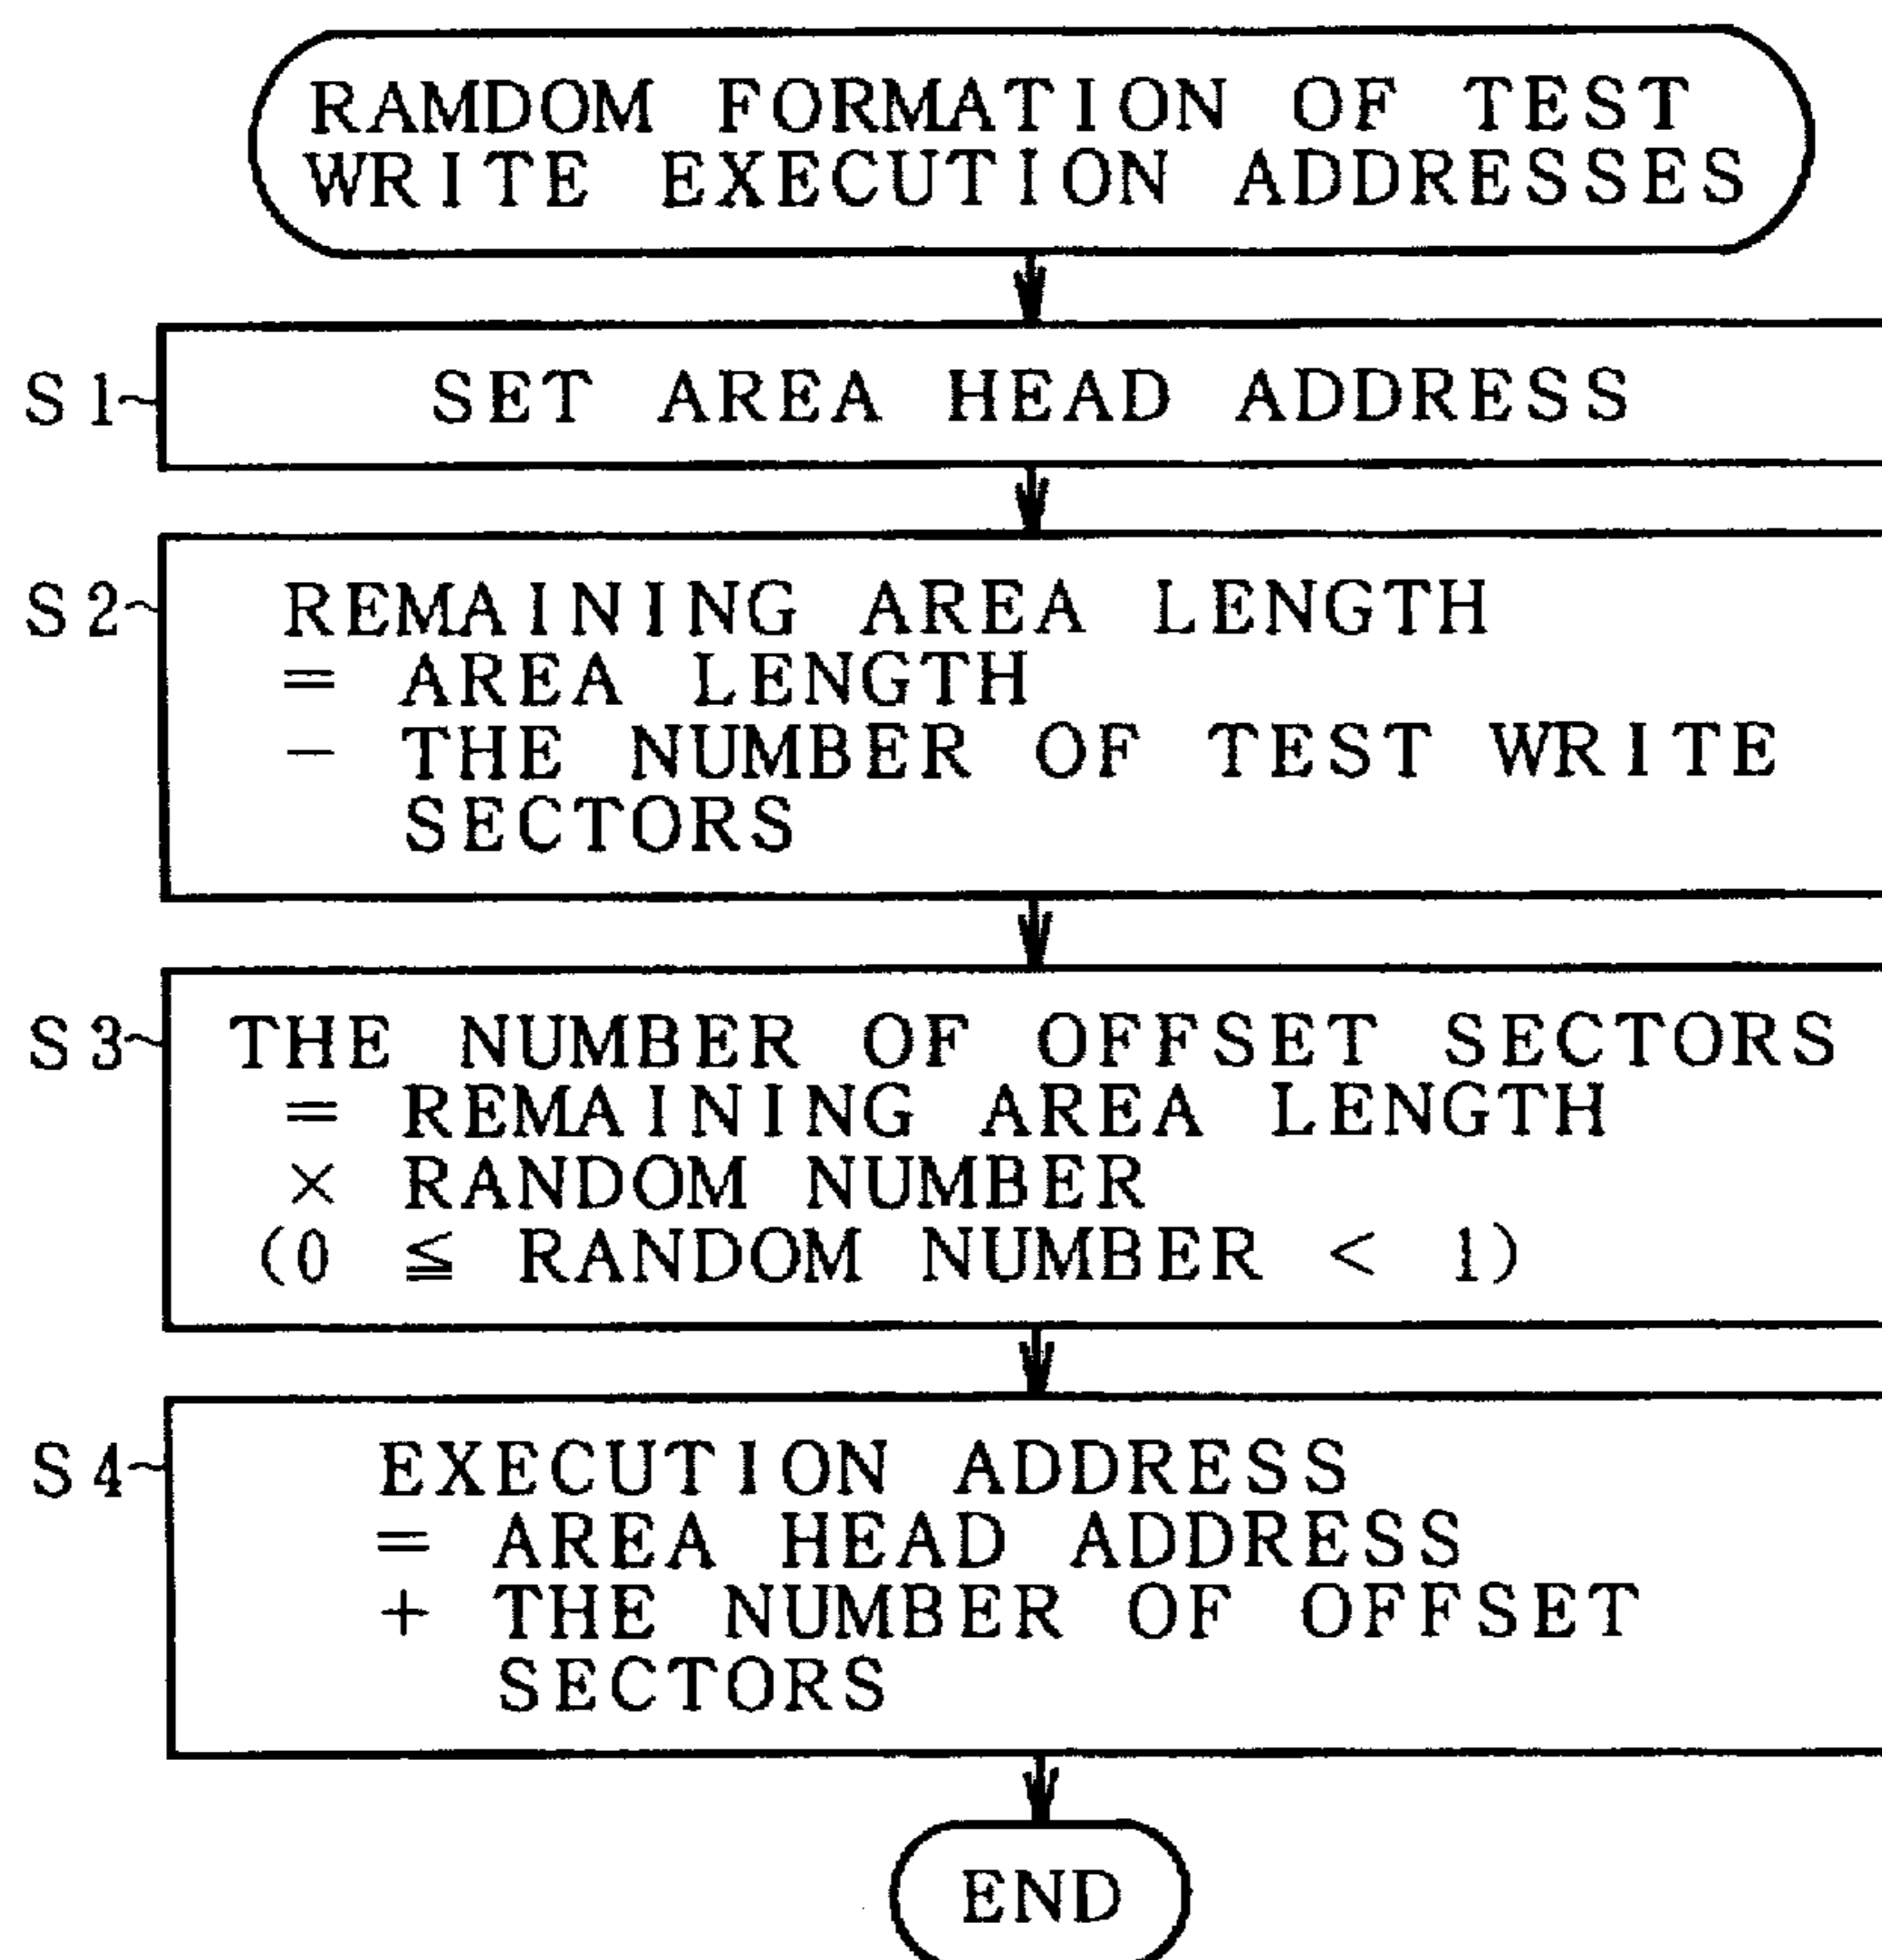 RAMDOM FORMATION OF TEST
WRITE EXECUTION ADDRESSES
S1
SET AREA HEAD ADDRESS
S2
REMAINING AREA LENGTH
= AREA LENGTH
− THE NUMBER OF TEST WRITE
SECTORS
S3
THE NUMBER OF OFFSET SECTORS
= REMAINING AREA LENGTH
× RANDOM NUMBER
(0 ≦ RANDOM NUMBER < 1)
S4
EXECUTION ADDRESS
= AREA HEAD ADDRESS
+ THE NUMBER OF OFFSET
SECTORS
END